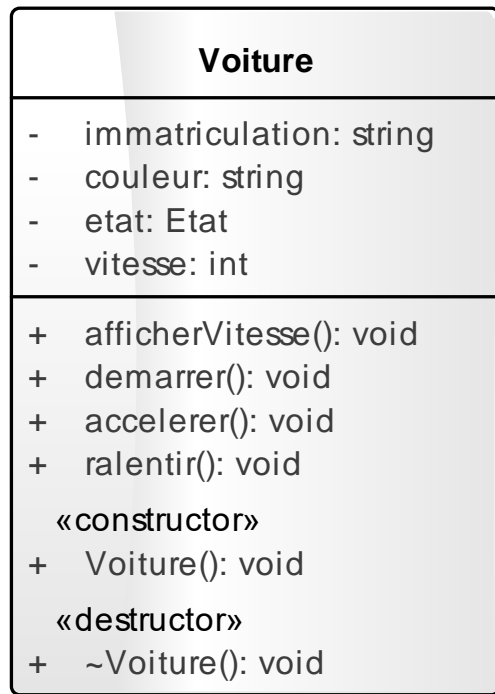 Voiture
- immatriculation: string
- couleur: string
- etat: Etat
- vitesse: int
+ afficherVitesse(): void
+ demarrer(): void
+ accelerer(): void
+ ralentir(): void
«constructor»
+ Voiture(): void
«destructor»
+ ~Voiture(): void